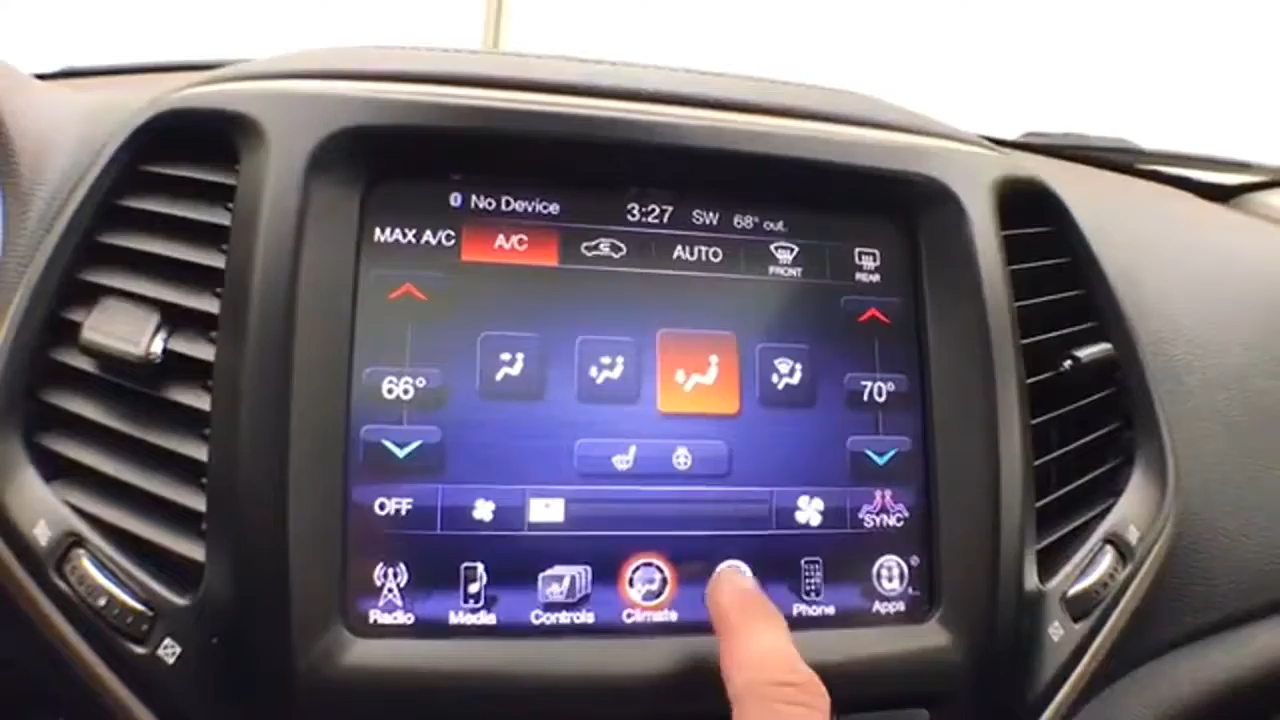 No Device 3:27 SW 68° out.
MAX A/C A/C AUTO FRONT REAR
66° 70°
OFF SYNC
Radio Media Controls Climate Phone Apps